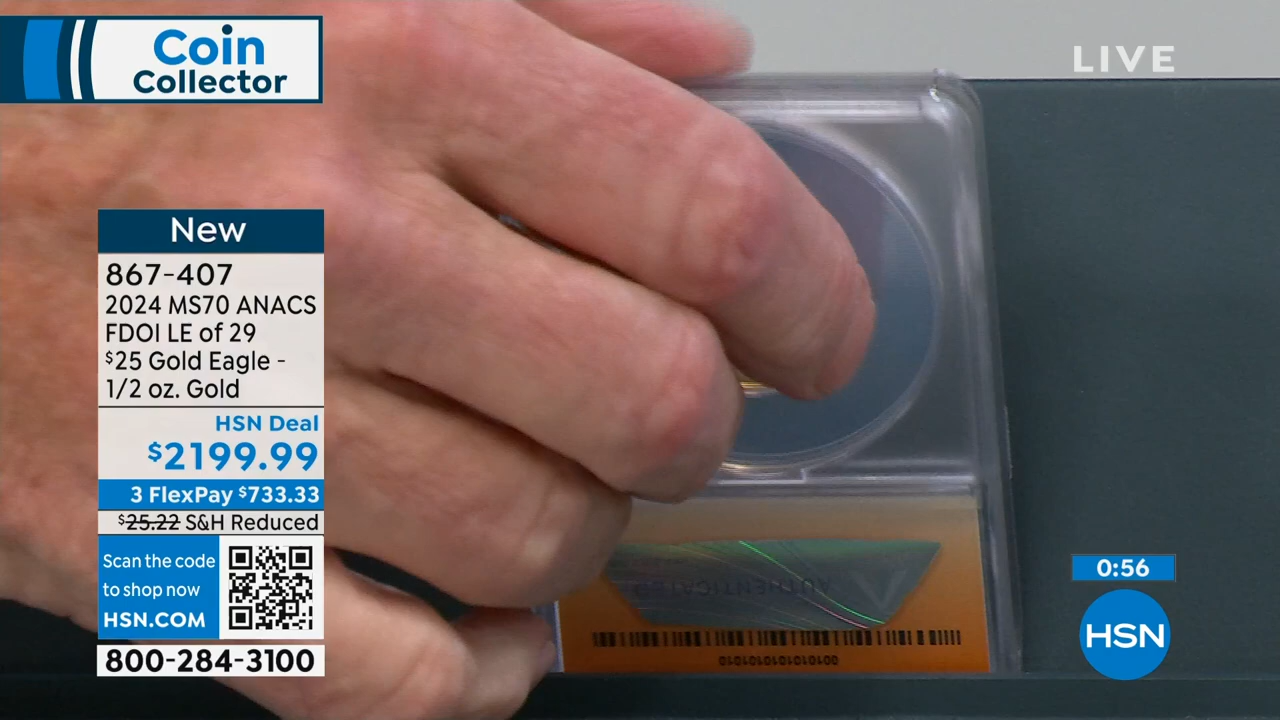 Coin
Collector
LIVE
New
867-407
2024 MS70 ANACS
FDOI LE of 29
$25 Gold Eagle -
1/2 oz. Gold
HSN Deal
$2199.99
3 FlexPay $733.33
$25.22 S&H Reduced
Scan the code
to shop now
HSN.COM
800-284-3100
AUTHENTICATED
0010101010101010
0:56
HSN